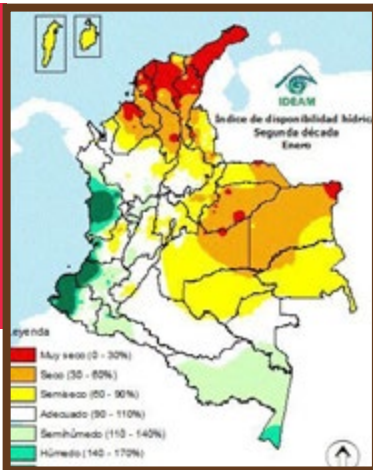 IDEAM
Índice de disponibilidad hídrica
Segunda década
Enero
eyenda
Muy seco (0 - 30%)
Seco (30 - 60%)
Semiseco (60 - 90%)
Adecuado (90 - 110%)
Semihúmedo (110 - 140%)
Húmedo (140 - 170%)